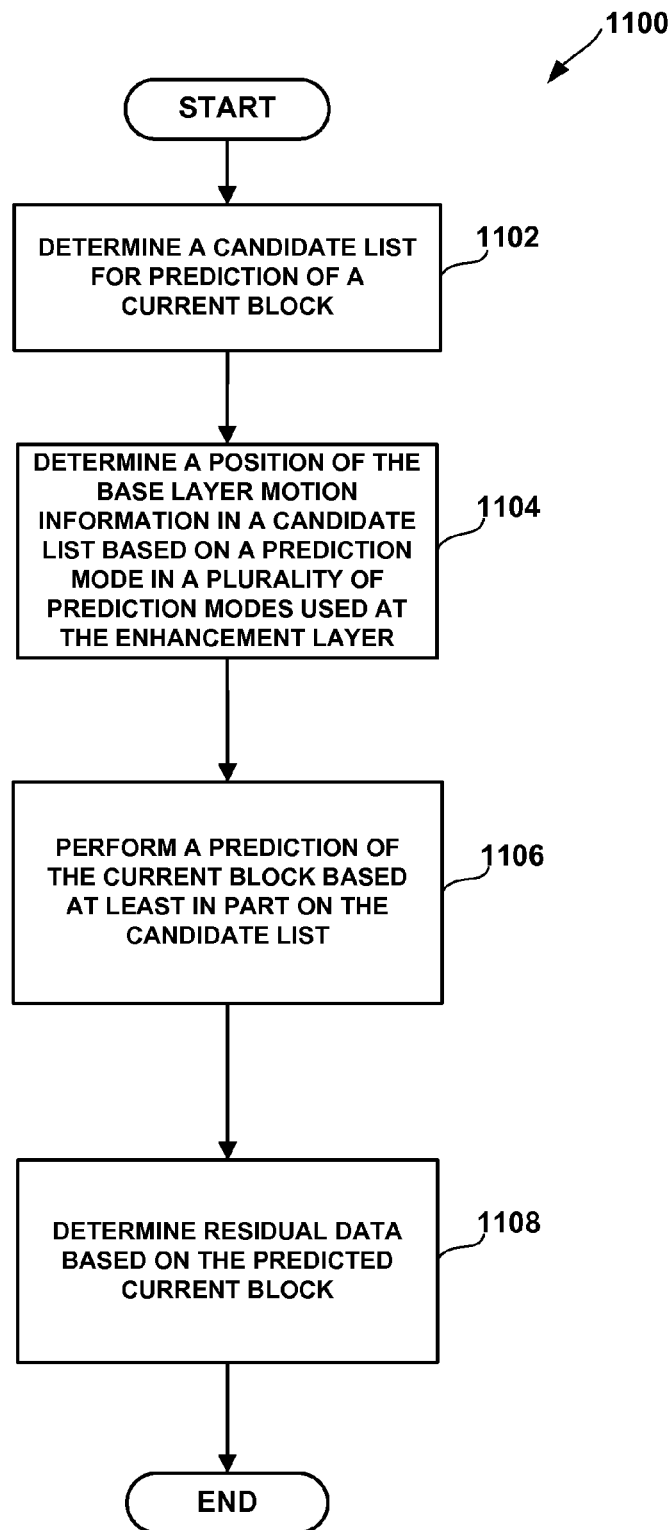 1100
START
DETERMINE A CANDIDATE LIST
FOR PREDICTION OF A
CURRENT BLOCK
1102
DETERMINE A POSITION OF THE
BASE LAYER MOTION
INFORMATION IN A CANDIDATE
LIST BASED ON A PREDICTION
MODE IN A PLURALITY OF
PREDICTION MODES USED AT
THE ENHANCEMENT LAYER
1104
PERFORM A PREDICTION OF
THE CURRENT BLOCK BASED
AT LEAST IN PART ON THE
CANDIDATE LIST
1106
DETERMINE RESIDUAL DATA
BASED ON THE PREDICTED
CURRENT BLOCK
1108
END